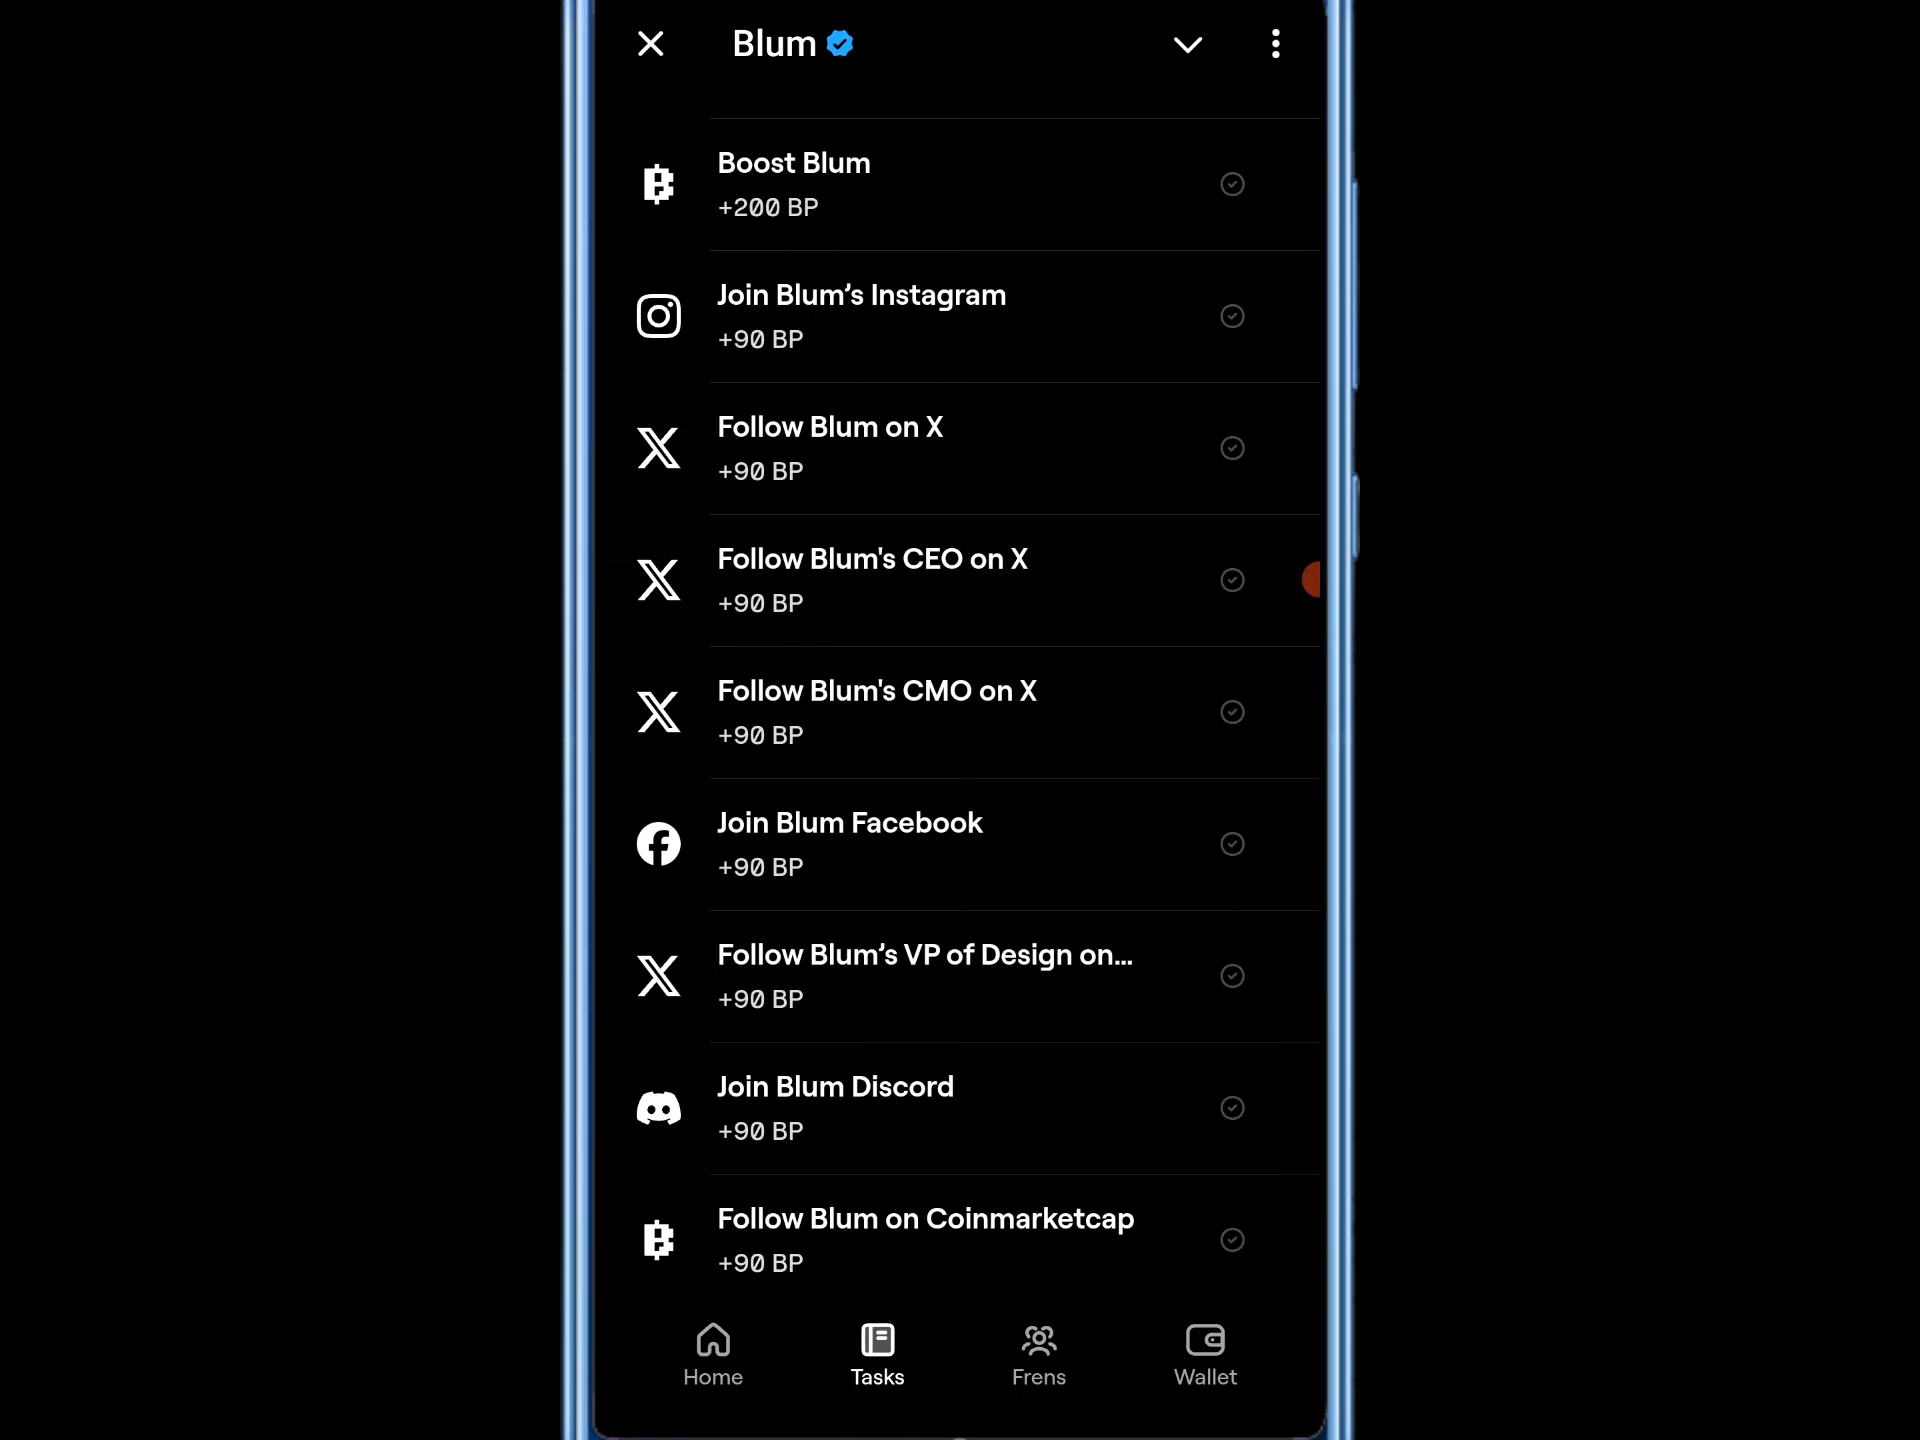 Blum
Boost Blum
+200 BP
Join Blum’s Instagram
+90 BP
Follow Blum on X
+90 BP
Follow Blum's CEO on X
+90 BP
Follow Blum's CMO on X
+90 BP
Join Blum Facebook
+90 BP
Follow Blum’s VP of Design on...
+90 BP
Join Blum Discord
+90 BP
Follow Blum on Coinmarketcap
+90 BP
Home
Tasks
Frens
Wallet